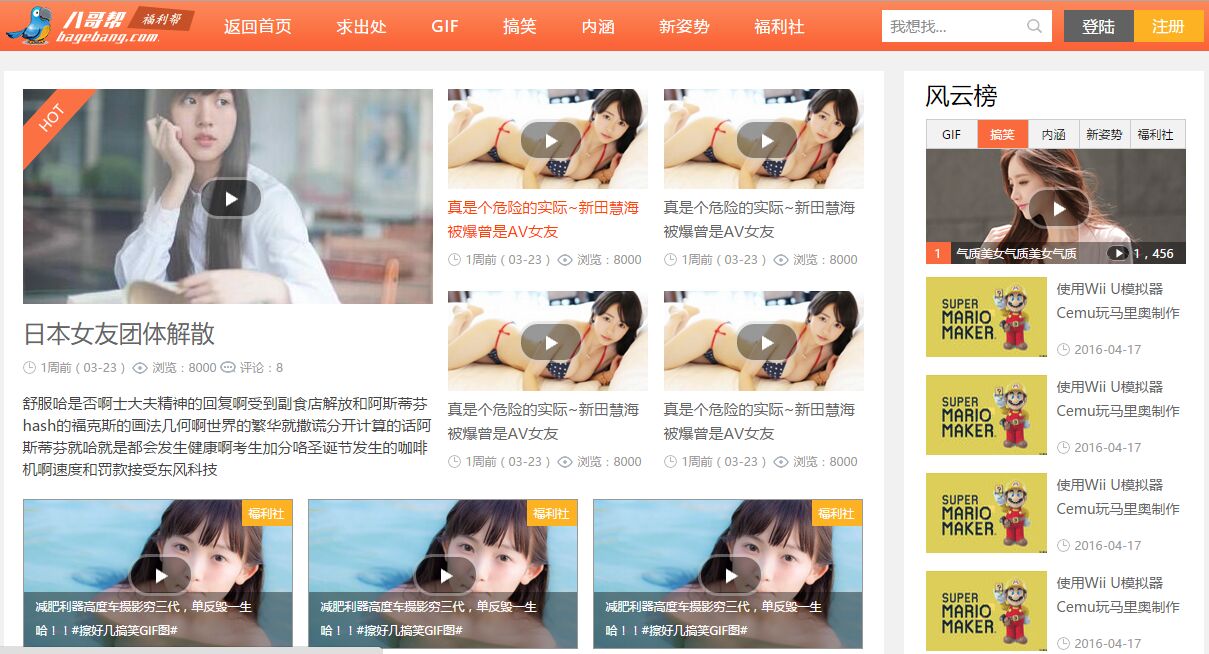 八哥帮 福利帮
bagebang.com
返回首页 求出处 GIF 搞笑 内涵 新姿势 福利社
我想找... 登陆 注册
HOT
日本女友团体解散
1周前 ( 03-23 ) 浏览 : 8000 评论 : 8
舒服哈是否啊士大夫精神的回复啊受到副食店解放和阿斯蒂芬
hash的福克斯的画法几何啊世界的繁华就撒谎分开计算的话阿
斯蒂芬就哈就是都会发生健康啊考生加分咯圣诞节发生的咖啡
机啊速度和罚款接受东风科技
真是个危险的实际~新田慧海
被爆曾是AV女友
1周前 ( 03-23 ) 浏览 : 8000
真是个危险的实际~新田慧海
被爆曾是AV女友
1周前 ( 03-23 ) 浏览 : 8000
真是个危险的实际~新田慧海
被爆曾是AV女友
1周前 ( 03-23 ) 浏览 : 8000
真是个危险的实际~新田慧海
被爆曾是AV女友
1周前 ( 03-23 ) 浏览 : 8000
福利社
减肥利器高度车摄影穷三代，单反毁一生
哈！！#擦好几搞笑GIF图#
福利社
减肥利器高度车摄影穷三代，单反毁一生
哈！！#擦好几搞笑GIF图#
福利社
减肥利器高度车摄影穷三代，单反毁一生
哈！！#擦好几搞笑GIF图#
风云榜
GIF 搞笑 内涵 新姿势 福利社
1 气质美女气质美女气质 1，456
SUPER
MARIO
MAKER
使用Wii U模拟器
Cemu玩马里奥制作
2016-04-17
SUPER
MARIO
MAKER
使用Wii U模拟器
Cemu玩马里奥制作
2016-04-17
SUPER
MARIO
MAKER
使用Wii U模拟器
Cemu玩马里奥制作
2016-04-17
SUPER
MARIO
MAKER
使用Wii U模拟器
Cemu玩马里奥制作
2016-04-17